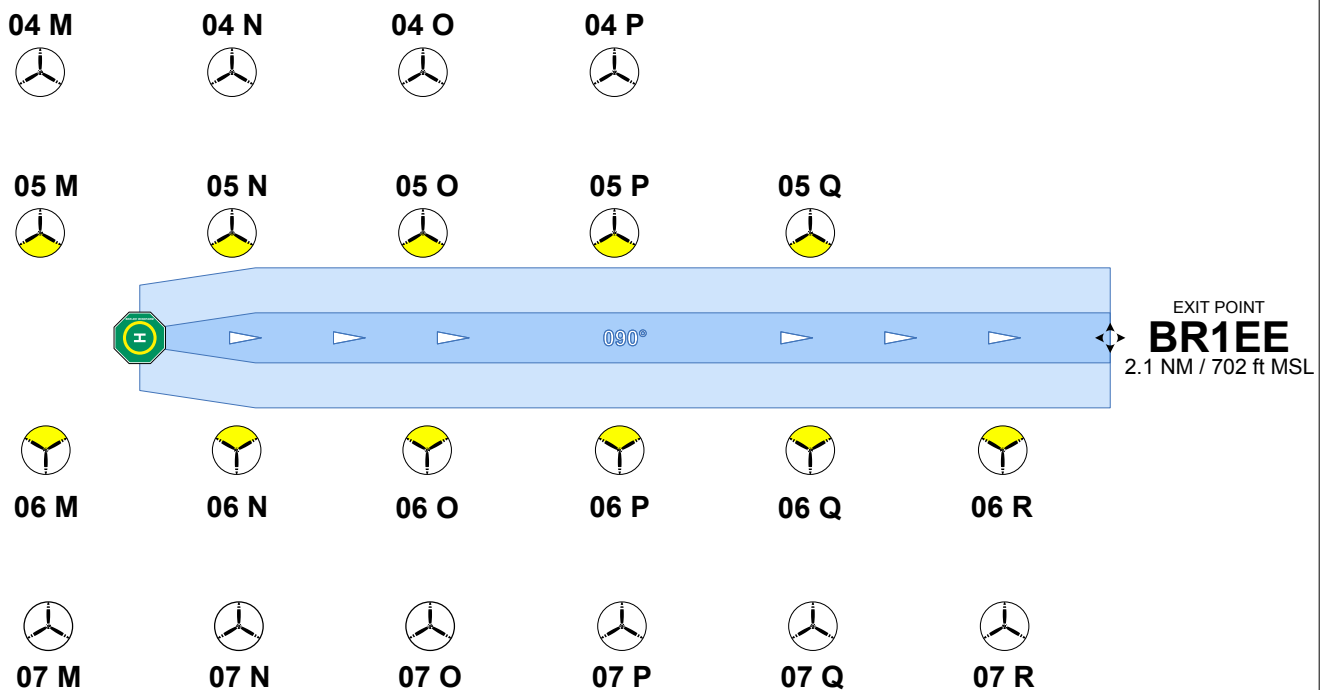 04 M 04 N 04 O 04 P
05 M 05 N 05 O 05 P 05 Q
H
090°
EXIT POINT
BR1EE
2.1 NM / 702 ft MSL
06 M 06 N 06 O 06 P 06 Q 06 R
07 M 07 N 07 O 07 P 07 Q 07 R